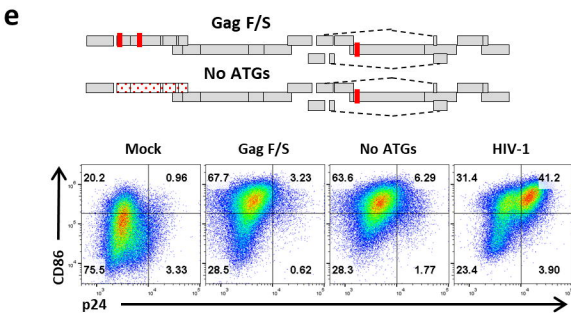 e
Gag F/S
No ATGs
Mock Gag F/S No ATGs HIV-1
20.2 0.96 67.7 3.23 63.6 6.29 31.4 41.2
75.5 3.33 28.5 0.62 28.3 1.77 23.4 3.90
CD86
p24